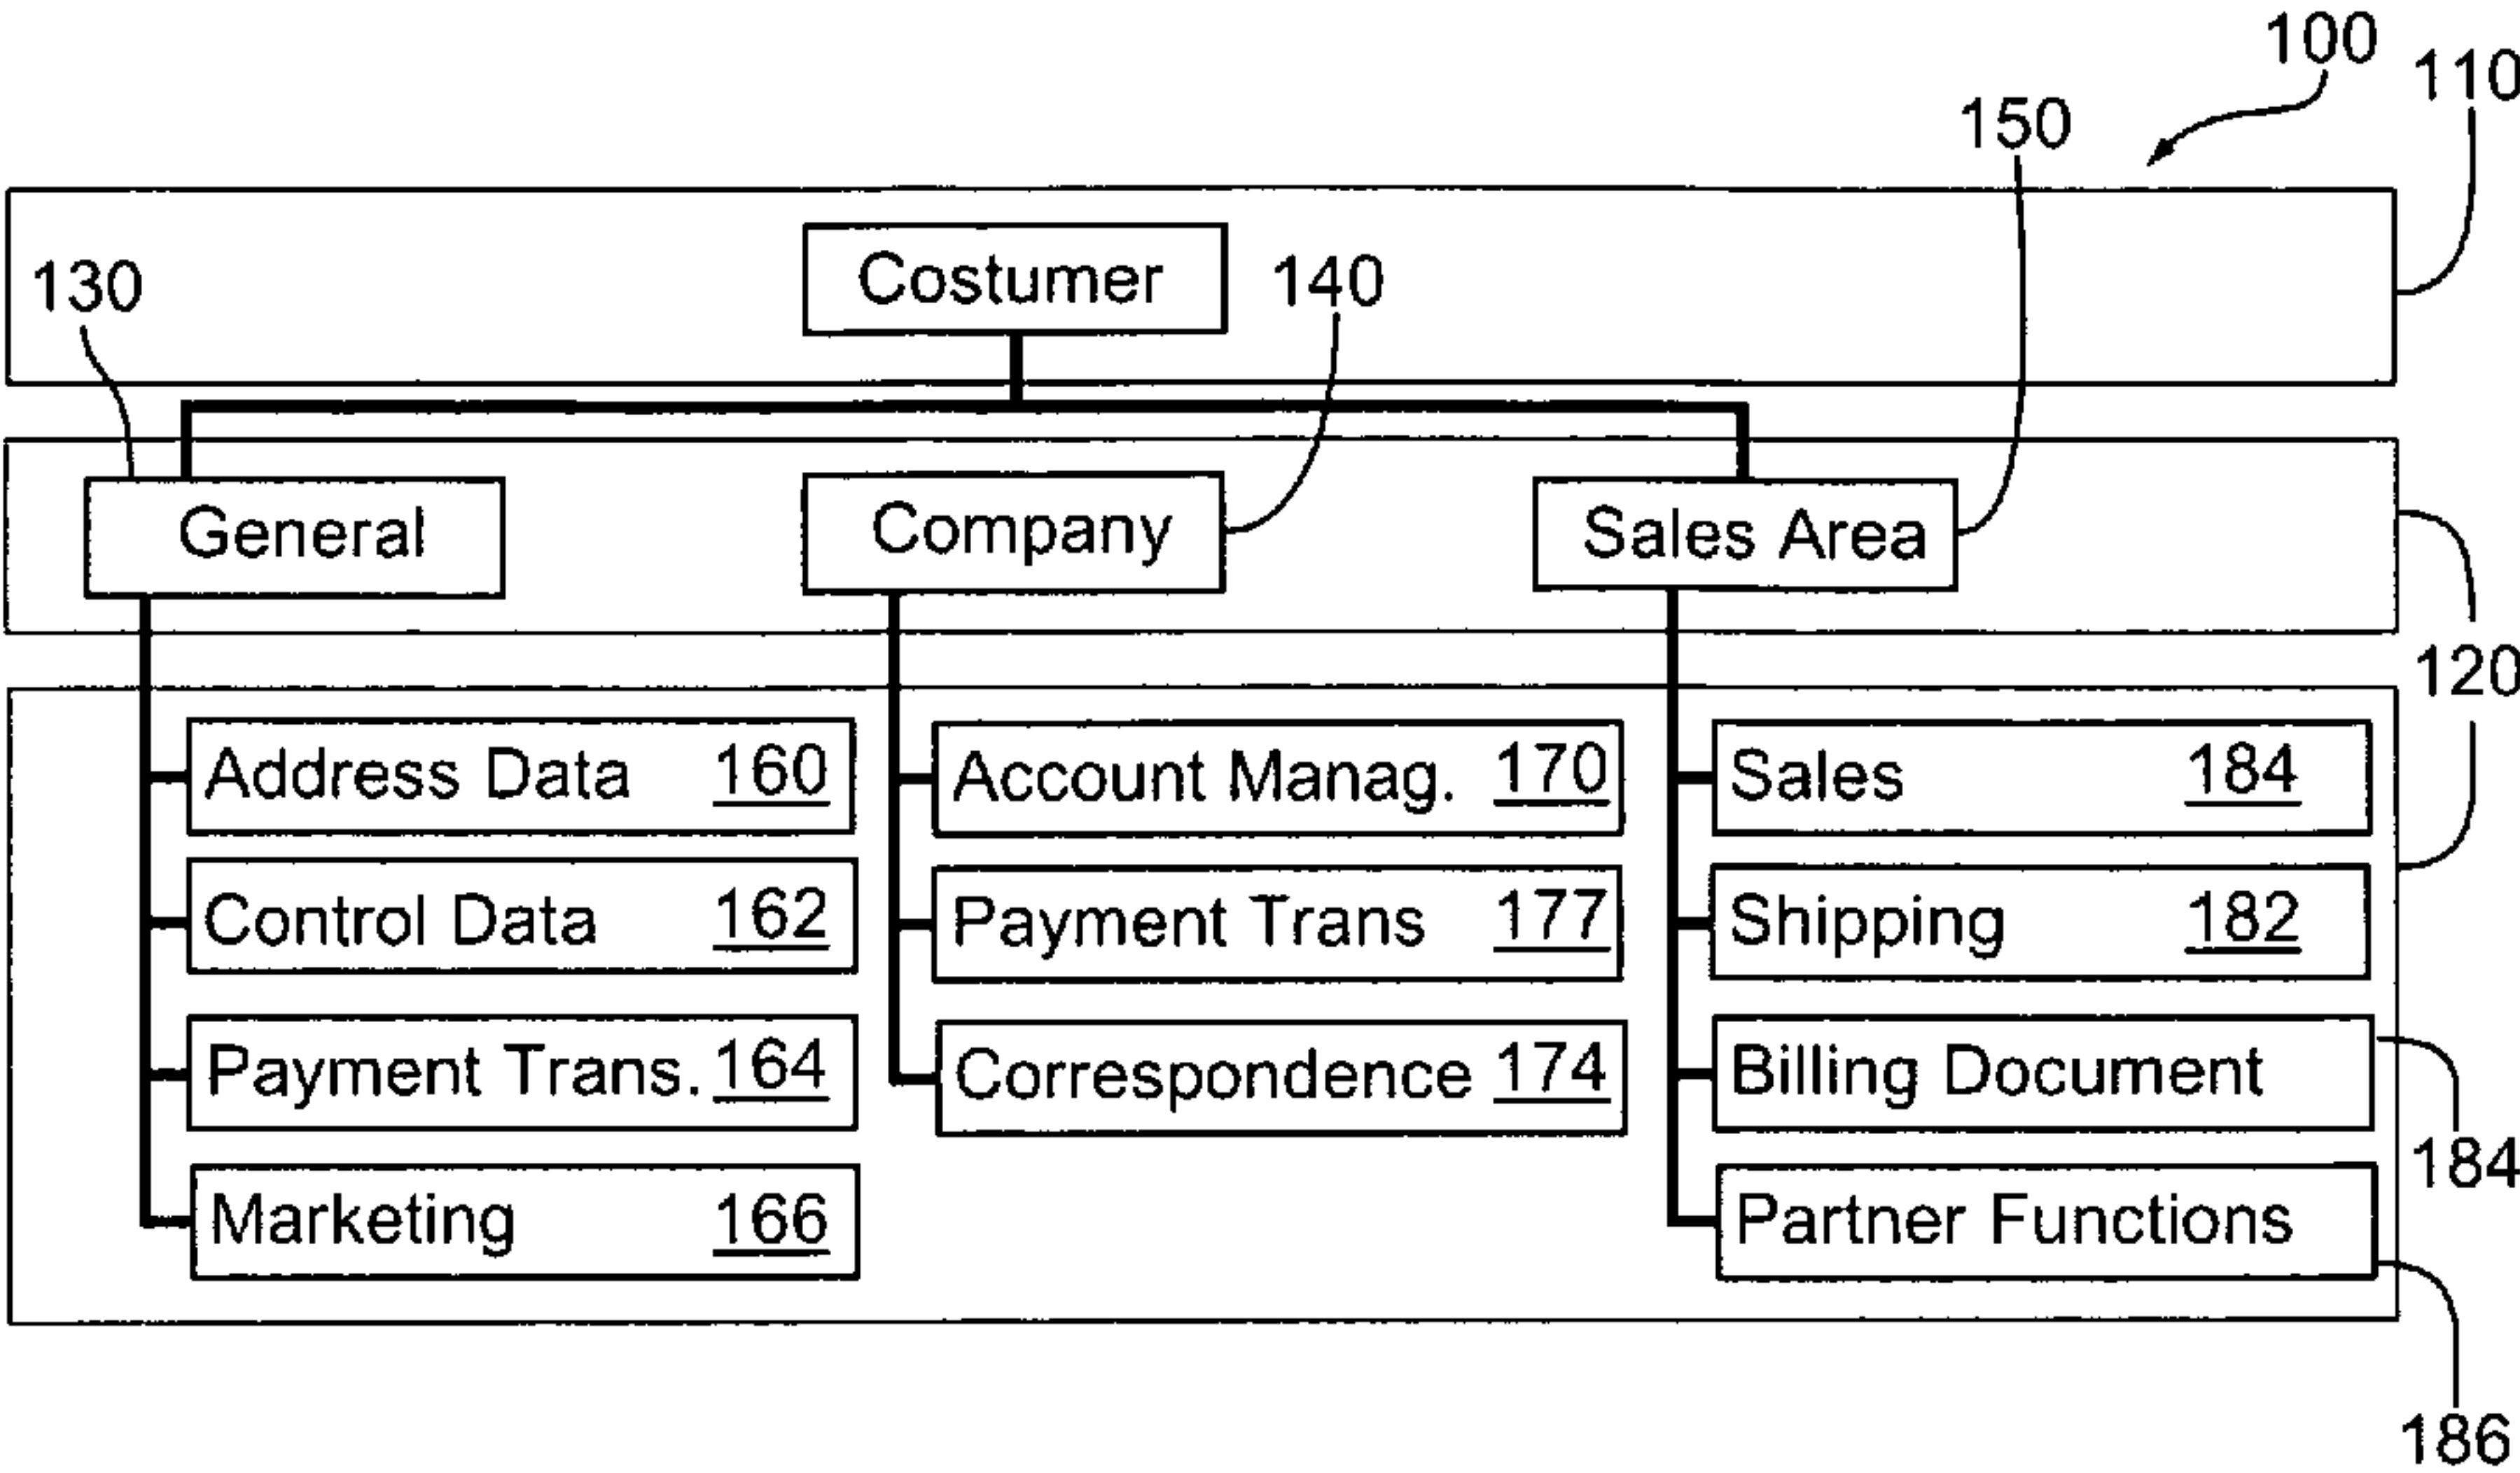 100
110
150
Costumer
130
140
General
Company
Sales Area
120
Address Data 160
Account Manag. 170
Sales 184
Control Data 162
Payment Trans 177
Shipping 182
Payment Trans. 164
Correspondence 174
Billing Document
184
Marketing 166
Partner Functions
186